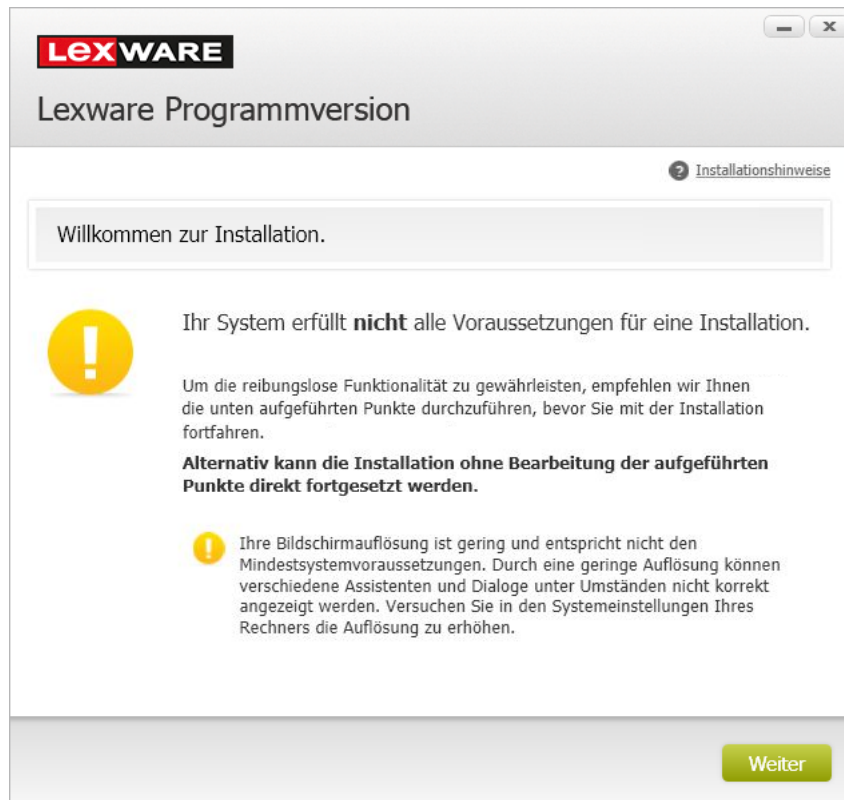 LEXWARE
Lexware Programmversion
Installationshinweise
Willkommen zur Installation.
Ihr System erfüllt nicht alle Voraussetzungen für eine Installation.
Um die reibungslose Funktionalität zu gewährleisten, empfehlen wir Ihnen
die unten aufgeführten Punkte durchzuführen, bevor Sie mit der Installation
fortfahren.
Alternativ kann die Installation ohne Bearbeitung der aufgeführten
Punkte direkt fortgesetzt werden.
Ihre Bildschirmauflösung ist gering und entspricht nicht den
Mindestsystemvoraussetzungen. Durch eine geringe Auflösung können
verschiedene Assistenten und Dialoge unter Umständen nicht korrekt
angezeigt werden. Versuchen Sie in den Systemeinstellungen Ihres
Rechners die Auflösung zu erhöhen.
Weiter